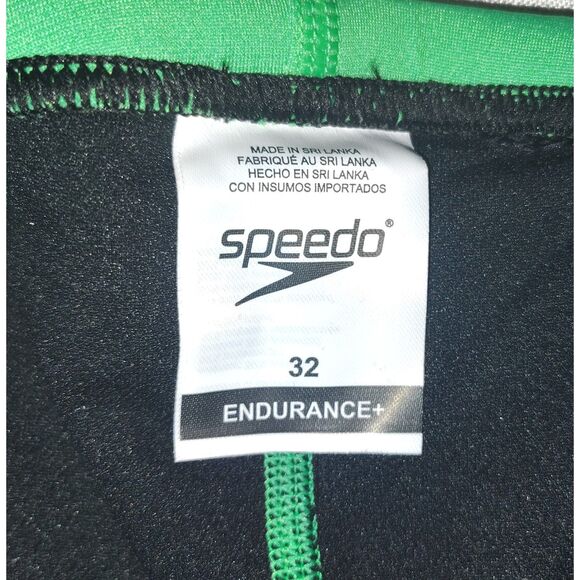 MADE IN SRI LANKA
FABRIQUÉ AU SRI LANKA
HECHO EN SRI LANKA
CON INSUMOS IMPORTADOS
speedo®
32
ENDURANCE+